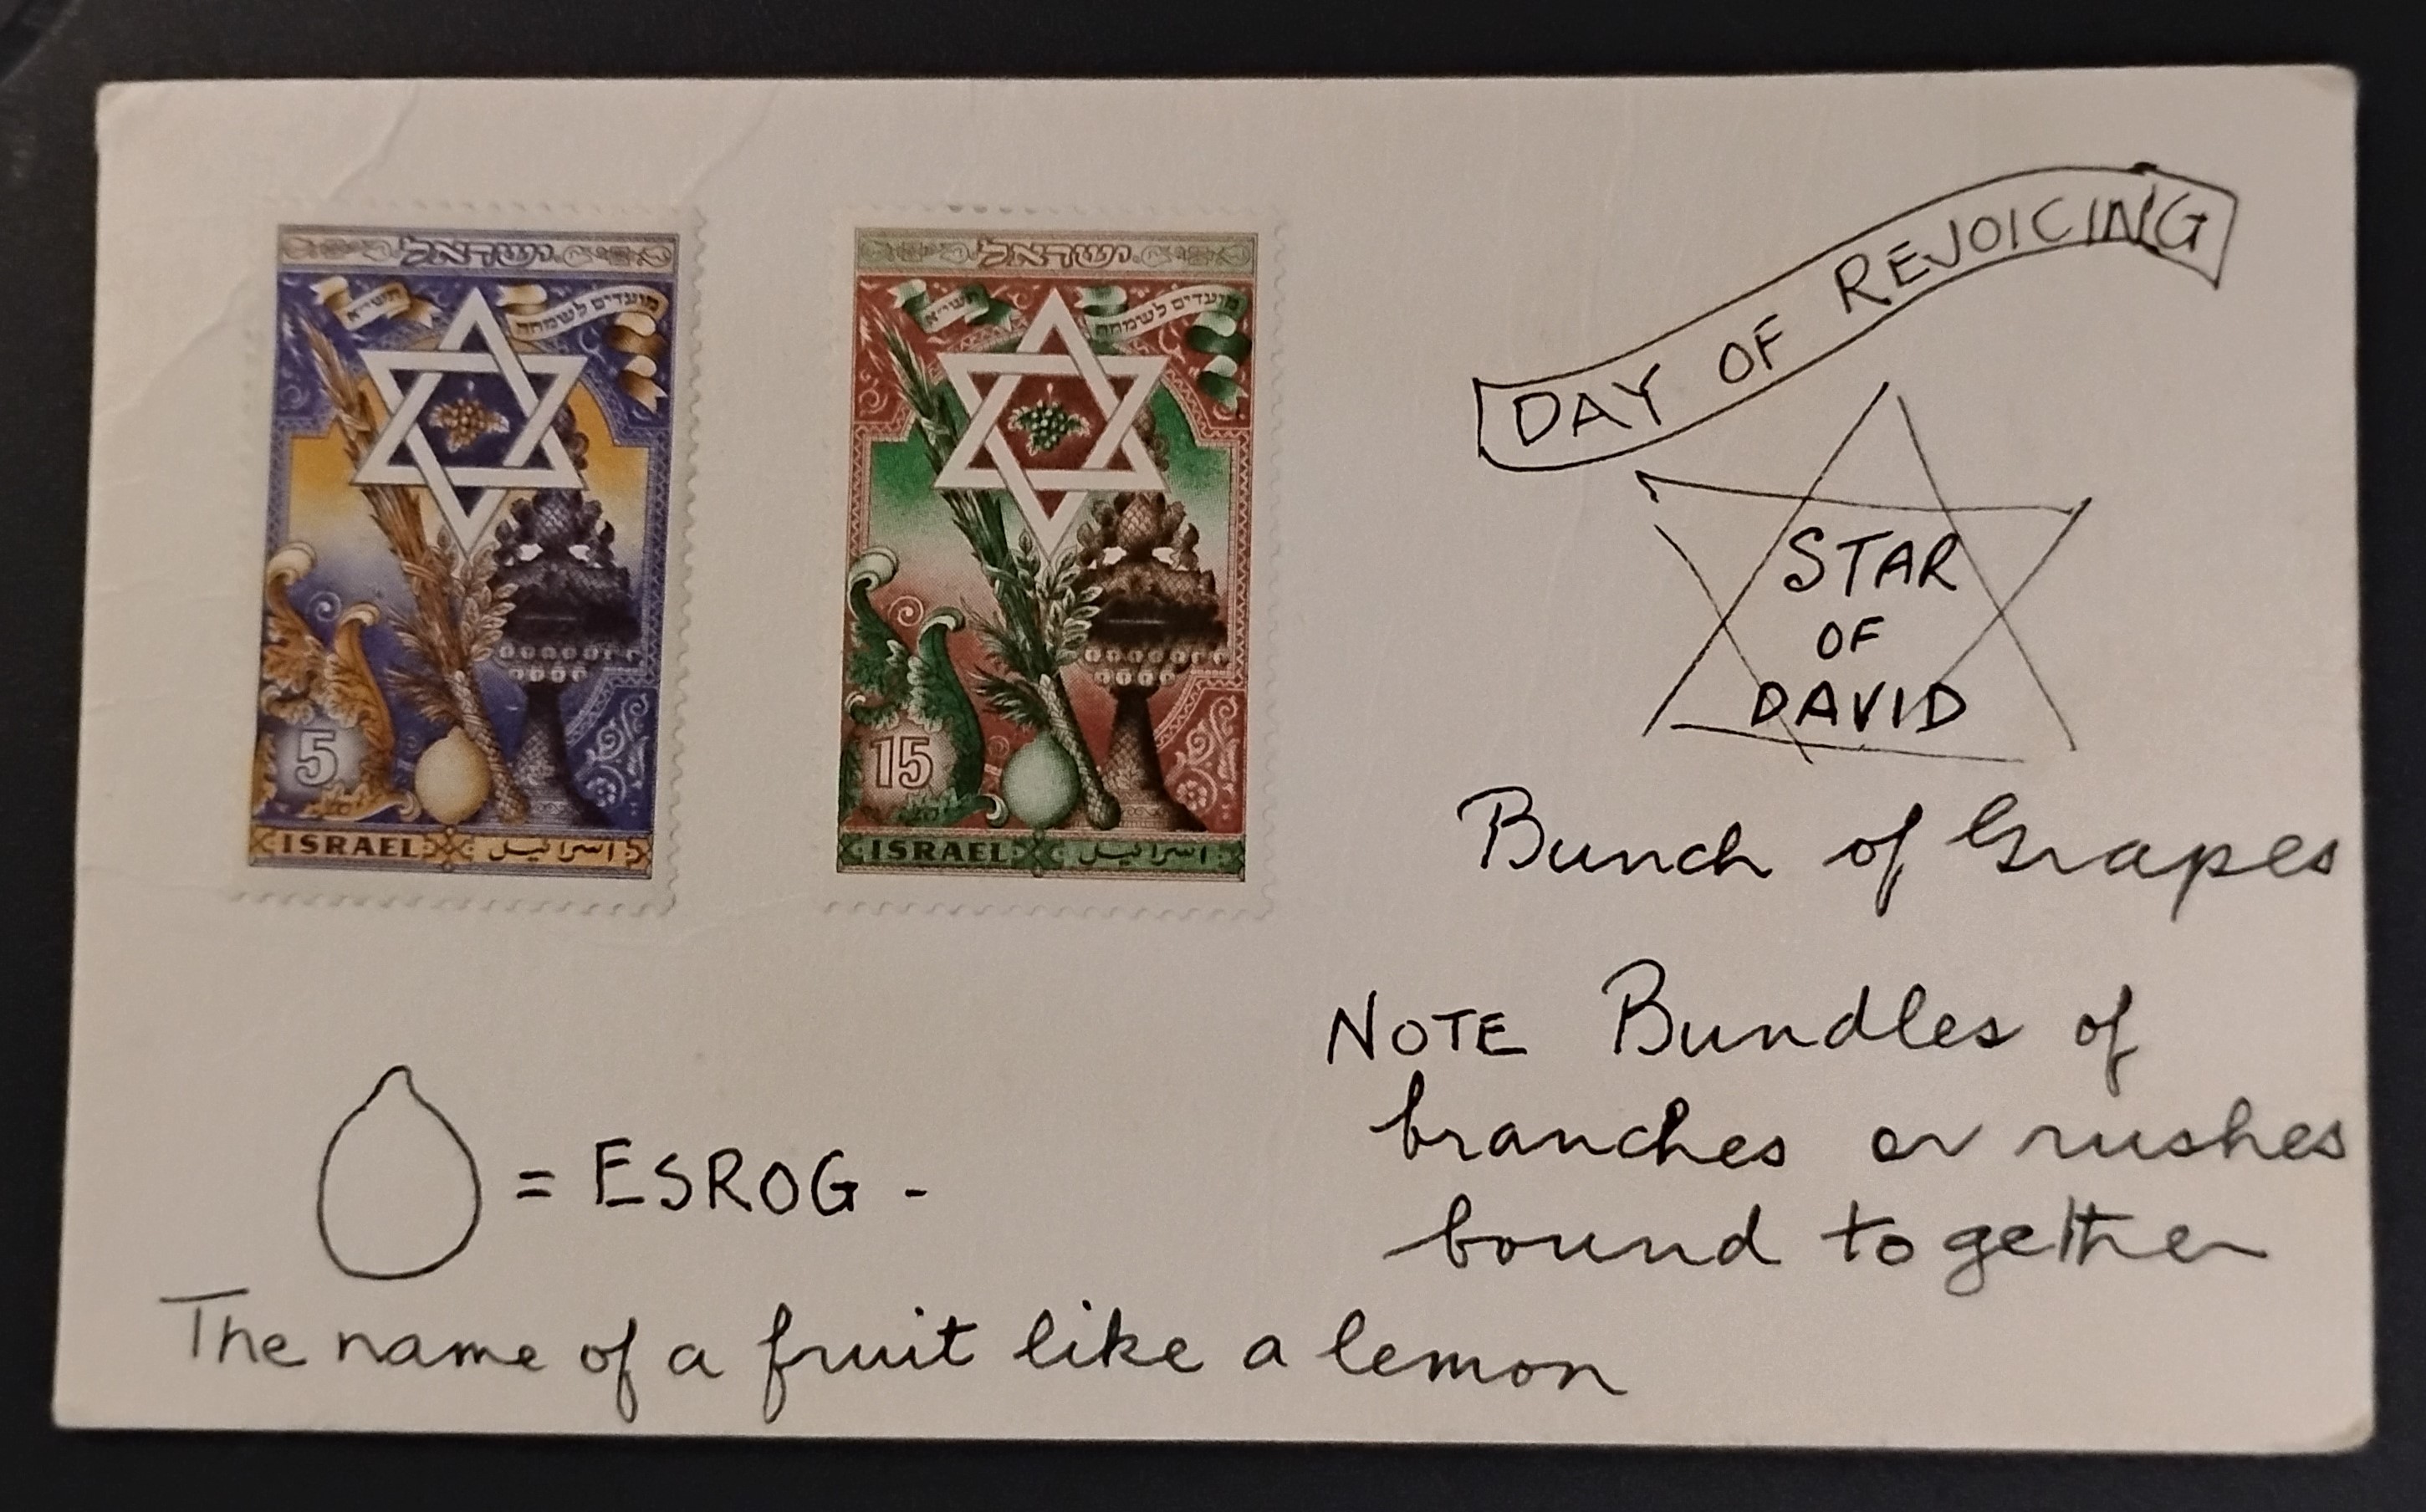 ישראל
תשי"א
מועדים לשמחה
5
ISRAEL
اسرائيل
ישראל
תשי"א
מועדים לשמחה
15
ISRAEL
اسرائيل
DAY OF REJOICING
STAR
OF
DAVID
Bunch of Grapes
NOTE Bundles of
branches or rushes
bound together
= ESROG -
The name of a fruit like a lemon